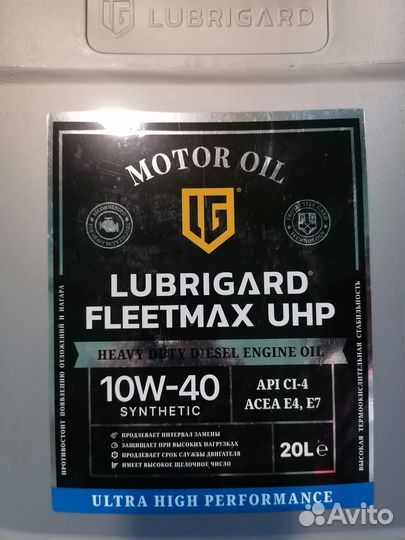 LUBRIGARD
MOTOR OIL
LUBRIGARD®
FLEETMAX UHP
HEAVY DUTY DIESEL ENGINE OIL
10W-40
SYNTHETIC
API CI-4
ACEA E4, E7
ПРОДЛЕВАЕТ ИНТЕРВАЛ ЗАМЕНЫ
ЗАЩИЩАЕТ ПРИ ВЫСОКИХ НАГРУЗКАХ
ПРОДЛЕВАЕТ СРОК СЛУЖБЫ ДВИГАТЕЛЯ
ИМЕЕТ ВЫСОКОЕ ЩЕЛОЧНОЕ ЧИСЛО
20L℮
ПРОТИВОСТОИТ ПОЯВЛЕНИЮ ОТЛОЖЕНИЙ И НАГАРА
ВЫСОКАЯ ТЕРМООКИСЛИТЕЛЬНАЯ СТАБИЛЬНОСТЬ
ULTRA HIGH PERFORMANCE
Avito